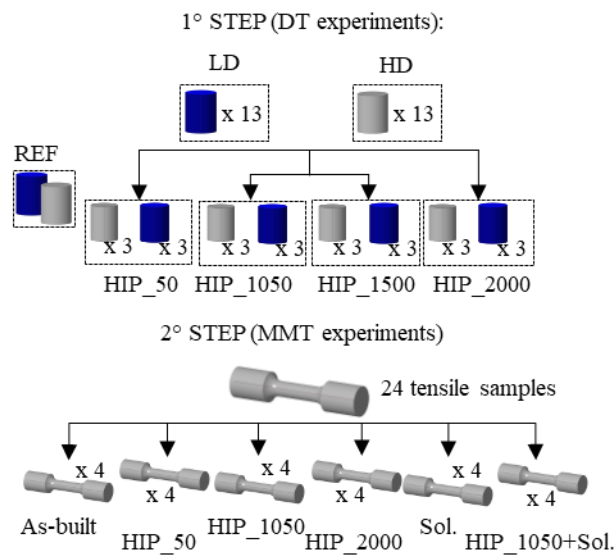 1° STEP (DT experiments):
LD
HD
x 13
x 13
REF
x 3
x 3
x 3
x 3
x 3
x 3
x 3
x 3
HIP_50
HIP_1050
HIP_1500
HIP_2000
2° STEP (MMT experiments)
24 tensile samples
x 4
x 4
x 4
x 4
x 4
x 4
As-built
HIP_50
HIP_1050
HIP_2000
Sol.
HIP_1050+Sol.